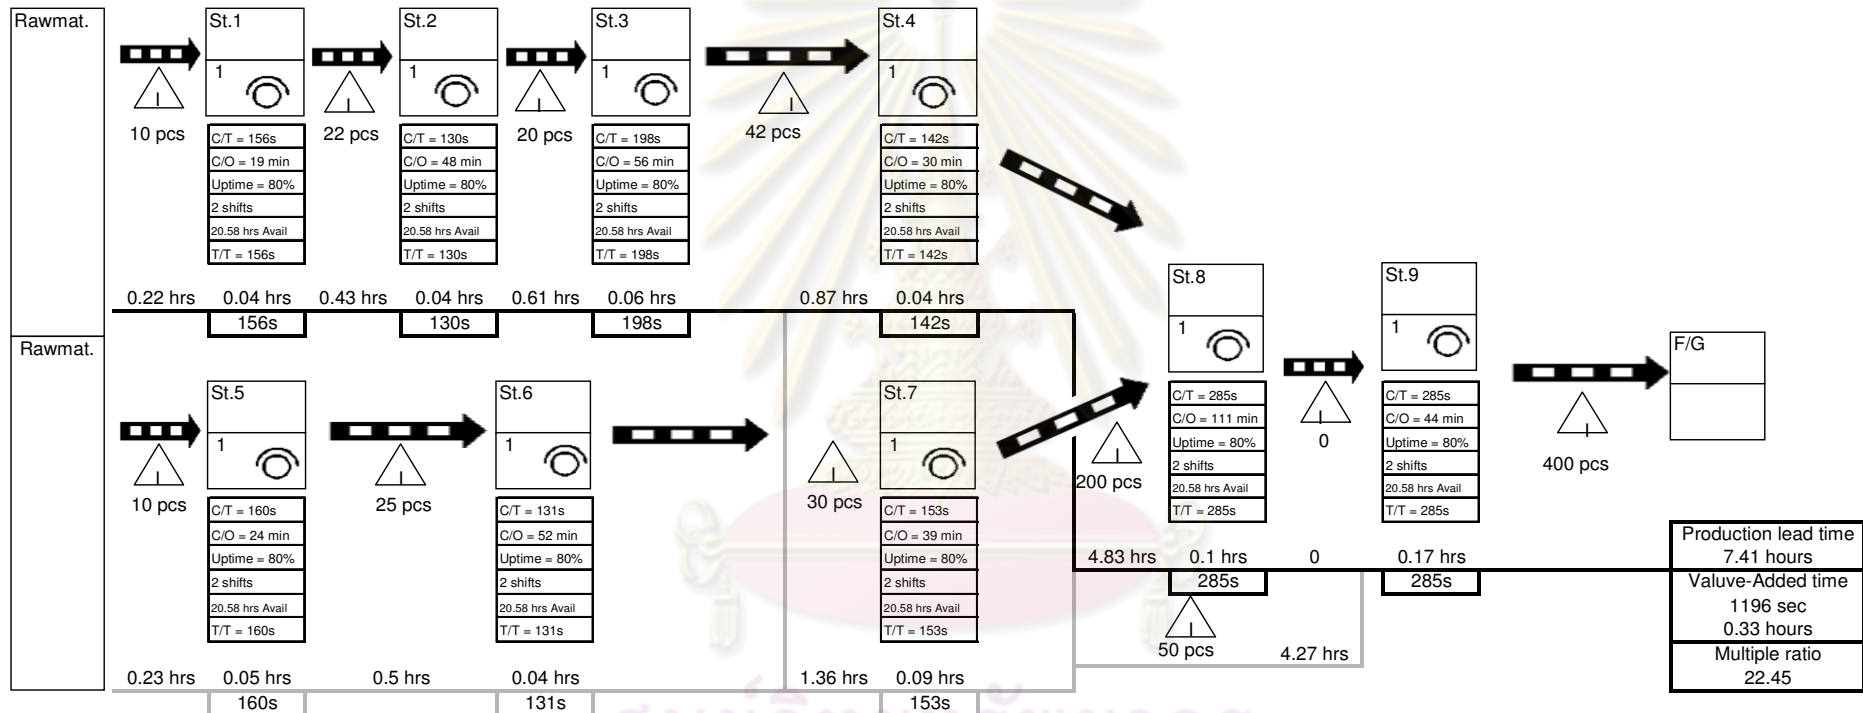 Rawmat.
St.1
1
St.2
1
St.3
1
St.4
1
10 pcs
22 pcs
20 pcs
42 pcs
C/T = 156s
C/O = 19 min
Uptime = 80%
2 shifts
20.58 hrs Avail
T/T = 156s
C/T = 130s
C/O = 48 min
Uptime = 80%
2 shifts
20.58 hrs Avail
T/T = 130s
C/T = 198s
C/O = 56 min
Uptime = 80%
2 shifts
20.58 hrs Avail
T/T = 198s
C/T = 142s
C/O = 30 min
Uptime = 80%
2 shifts
20.58 hrs Avail
T/T = 142s
0.22 hrs
0.04 hrs
0.43 hrs
0.04 hrs
0.61 hrs
0.06 hrs
0.87 hrs
0.04 hrs
156s
130s
198s
142s
Rawmat.
St.5
1
St.6
1
St.7
1
10 pcs
25 pcs
30 pcs
C/T = 160s
C/O = 24 min
Uptime = 80%
2 shifts
20.58 hrs Avail
T/T = 160s
C/T = 131s
C/O = 52 min
Uptime = 80%
2 shifts
20.58 hrs Avail
T/T = 131s
C/T = 153s
C/O = 39 min
Uptime = 80%
2 shifts
20.58 hrs Avail
T/T = 153s
0.23 hrs
0.05 hrs
0.5 hrs
0.04 hrs
1.36 hrs
0.09 hrs
160s
131s
153s
St.8
1
St.9
1
F/G
200 pcs
0
400 pcs
C/T = 285s
C/O = 111 min
Uptime = 80%
2 shifts
20.58 hrs Avail
T/T = 285s
C/T = 285s
C/O = 44 min
Uptime = 80%
2 shifts
20.58 hrs Avail
T/T = 285s
4.83 hrs
0.1 hrs
0
0.17 hrs
285s
285s
50 pcs
4.27 hrs
Production lead time
7.41 hours
Valuve-Added time
1196 sec
0.33 hours
Multiple ratio
22.45